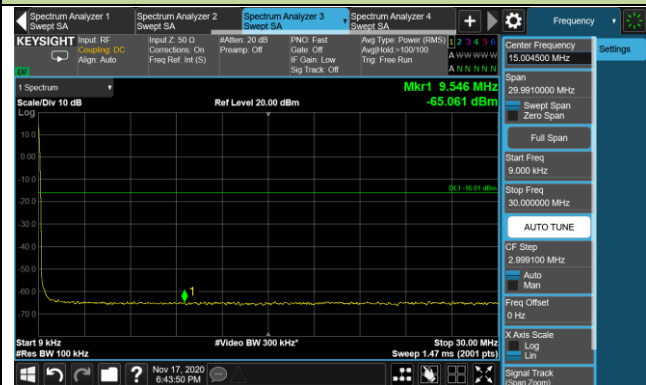 Spectrum Analyzer 1
Swept SA
Spectrum Analyzer 2
Swept SA
Spectrum Analyzer 3
Swept SA
Spectrum Analyzer 4
Swept SA
+
Frequency
KEYSIGHT
Input: RF
Coupling: DC
Align: Auto
Input Z: 50 Ω
Corrections: On
Freq Ref: Int (S)
#Atten: 20 dB
Preamp: Off
PNO: Fast
Gate: Off
IF Gain: Low
Sig Track: Off
Avg Type: Power (RMS)
Avg|Hold:>100/100
Trig: Free Run
1 2 3 4 5 6
A W W W W W
A N N N N N
LXI
1 Spectrum
Scale/Div 10 dB
Ref Level 20.00 dBm
Mkr1 9.546 MHz
-65.061 dBm
Log
10.0
0.00
-10.0
DL1 -16.01 dBm
-20.0
-30.0
-40.0
-50.0
-60.0
-70.0
1
Start 9 kHz
#Res BW 100 kHz
#Video BW 300 kHz*
Stop 30.00 MHz
Sweep 1.47 ms (2001 pts)
Settings
Center Frequency
15.004500 MHz
Span
29.9910000 MHz
Swept Span
Zero Span
Full Span
Start Freq
9.000 kHz
Stop Freq
30.000000 MHz
AUTO TUNE
CF Step
2.999100 MHz
Auto
Man
Freq Offset
0 Hz
X Axis Scale
Log
Lin
Signal Track
(Span Zoom)
?
Nov 17, 2020
6:43:50 PM